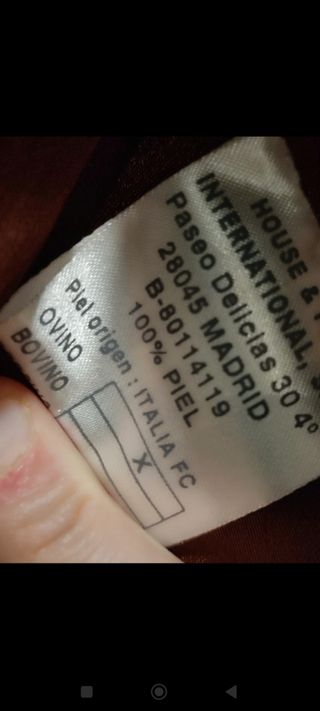 HOUSE &
INTERNATIONAL,
Paseo Delicias 30 4º
28045 MADRID
B-80114119
100% PIEL
Piel origen : ITALIA FC
OVINO X
BOVINO